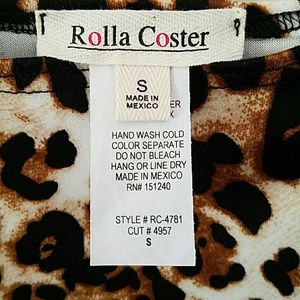 Rolla Coster
S
MADE IN
MEXICO
HAND WASH COLD
COLOR SEPARATE
DO NOT BLEACH
HANG OR LINE DRY
MADE IN MEXICO
RN# 151240
STYLE # RC-4781
CUT # 4957
S